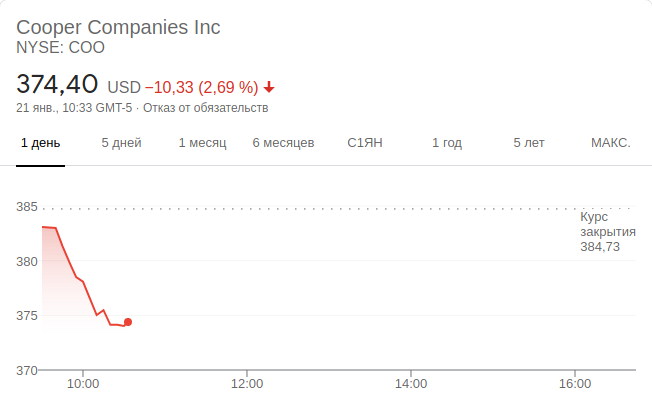 Cooper Companies Inc
NYSE: COO
374,40 USD −10,33 (2,69 %)
21 янв., 10:33 GMT-5 · Отказ от обязательств
1 день 5 дней 1 месяц 6 месяцев С1ЯН 1 год 5 лет МАКС.
385
Курс
закрытия
384,73
380
375
370
10:00 12:00 14:00 16:00